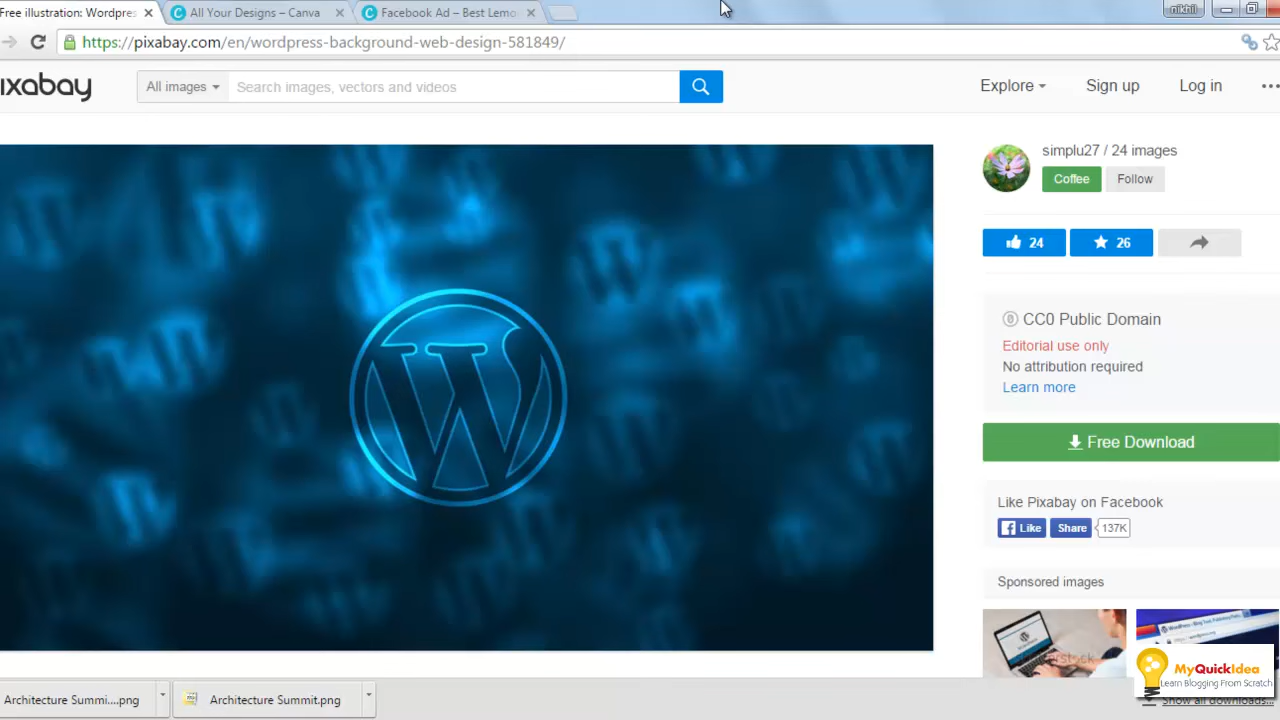 Free illustration: Wordpres
All Your Designs – Canva
Facebook Ad – Best Lemo
nikhil
https://pixabay.com/en/wordpress-background-web-design-581849/
ixabay
All images
Search images, vectors and videos
Explore
Sign up
Log in
simplu27 / 24 images
Coffee
Follow
24
26
CC0 Public Domain
Editorial use only
No attribution required
Learn more
Free Download
Like Pixabay on Facebook
Like
Share
137K
Sponsored images
MyQuickIdea
Learn Blogging From Scratch
Architecture Summi....png
Architecture Summit.png
Show all downloads...